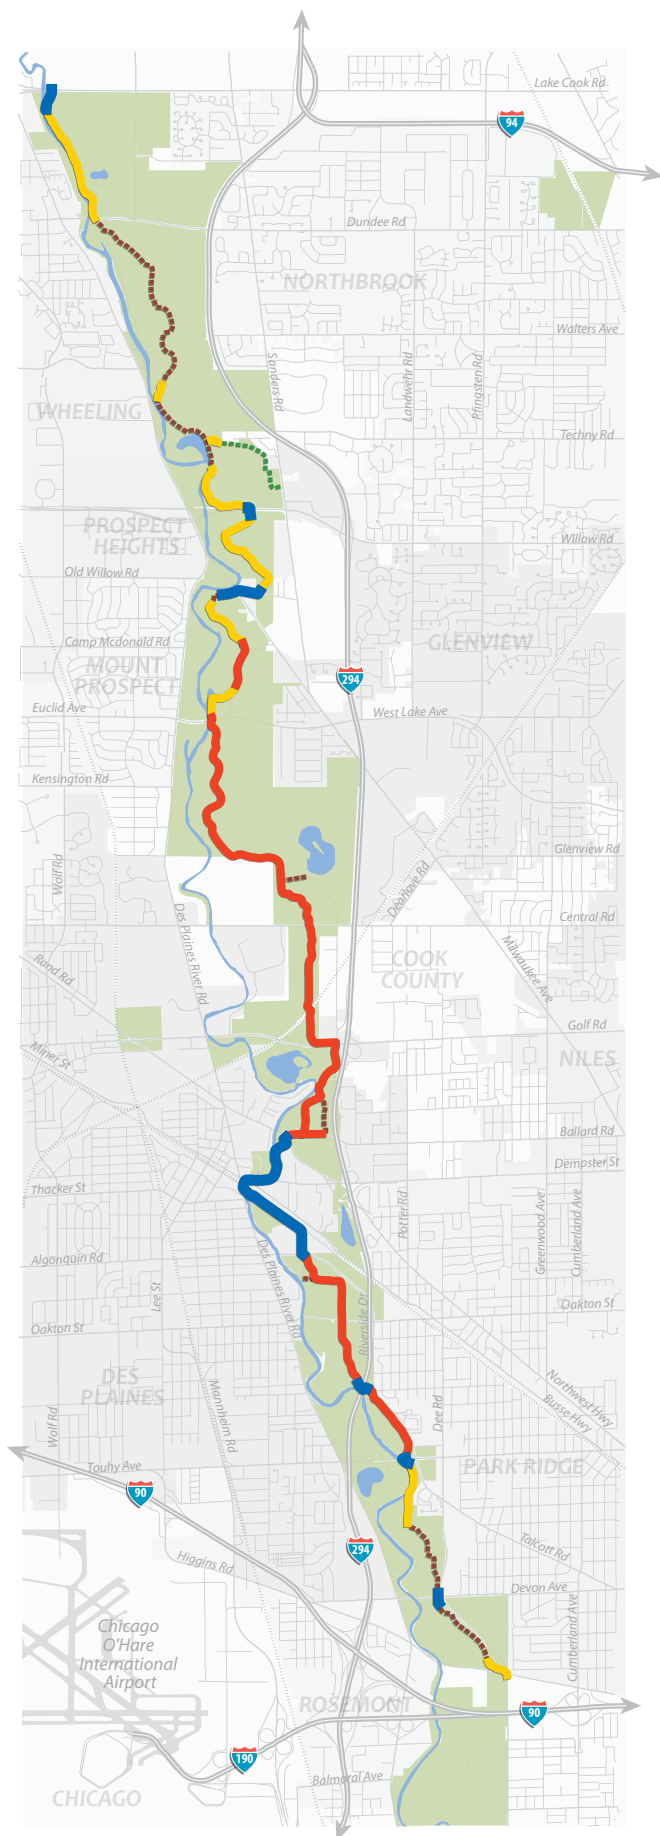 Lake Cook Rd
94
Dundee Rd
NORTHBROOK
Walters Ave
Sanders Rd
Landwehr Rd
Pfingsten Rd
WHEELING
Techny Rd
PROSPECT
HEIGHTS
Willow Rd
Old Willow Rd
Camp Mcdonald Rd
GLENVIEW
MOUNT
PROSPECT
294
Euclid Ave
West Lake Ave
Kensington Rd
Glenview Rd
Wolf Rd
Dearlove Rd
Central Rd
Des Plaines River Rd
Milwaukee Ave
Rand Rd
COOK
COUNTY
Golf Rd
Miner St
NILES
Ballard Rd
Dempster St
Thacker St
Potter Rd
Greenwood Ave
Cumberland Ave
Algonquin Rd
Des Plaines River Rd
Lee St
Riverside Dr
Oakton St
Oakton St
DES
PLAINES
Mannheim Rd
Wolf Rd
Dee Rd
Northwest Hwy
Busse Hwy
Touhy Ave
PARK RIDGE
90
Higgins Rd
294
Talcott Rd
Devon Ave
Cumberland Ave
Chicago
O'Hare
International
Airport
ROSEMONT
90
190
Balmoral Ave
CHICAGO